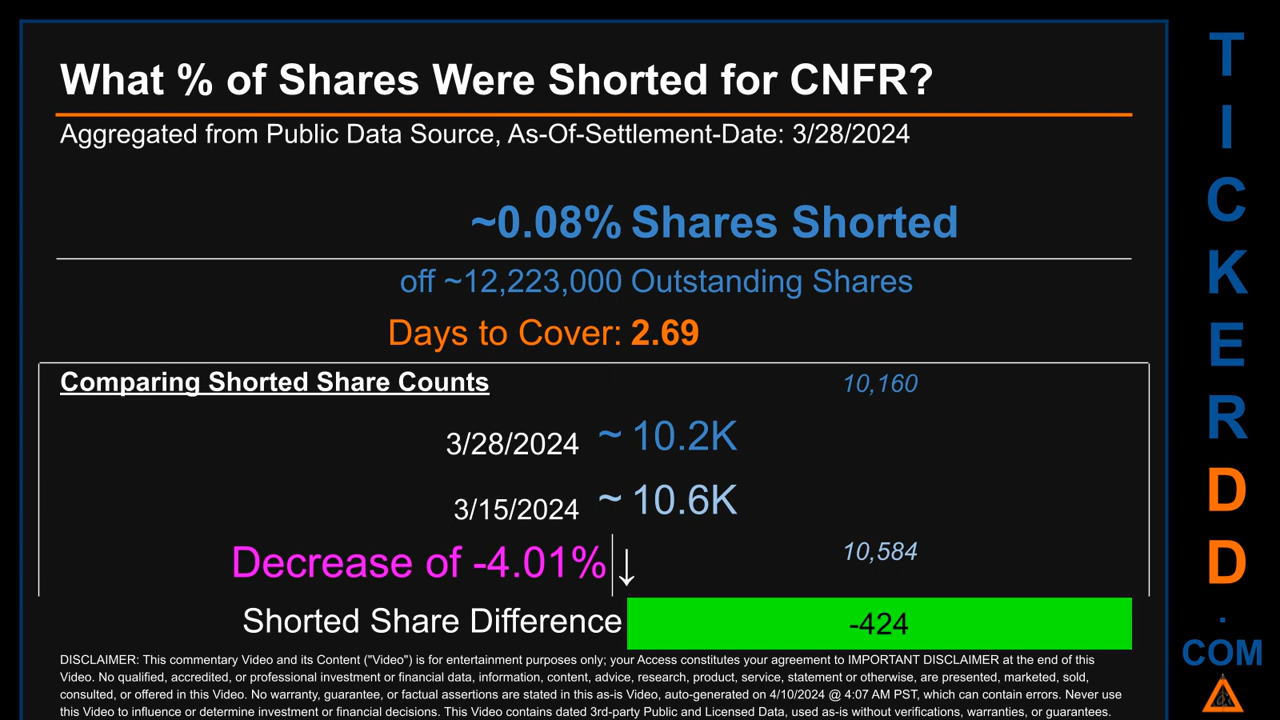 What % of Shares Were Shorted for CNFR?
Aggregated from Public Data Source, As-Of-Settlement-Date: 3/28/2024
~0.08% Shares Shorted
off ~12,223,000 Outstanding Shares
Days to Cover: 2.69
Comparing Shorted Share Counts
10,160
3/28/2024 ~ 10.2K
3/15/2024 ~ 10.6K
10,584
Decrease of -4.01% ↓
Shorted Share Difference -424
DISCLAIMER: This commentary Video and its Content ("Video") is for entertainment purposes only; your Access constitutes your agreement to IMPORTANT DISCLAIMER at the end of this
Video. No qualified, accredited, or professional investment or financial data, information, content, advice, research, product, service, statement or otherwise, are presented, marketed, sold,
consulted, or offered in this Video. No warranty, guarantee, or factual assertions are stated in this as-is Video, auto-generated on 4/10/2024 @ 4:07 AM PST, which can contain errors. Never use
this Video to influence or determine investment or financial decisions. This Video contains dated 3rd-party Public and Licensed Data, used as-is without verifications, warranties, or guarantees.
T
I
C
K
E
R
D
D
.
COM